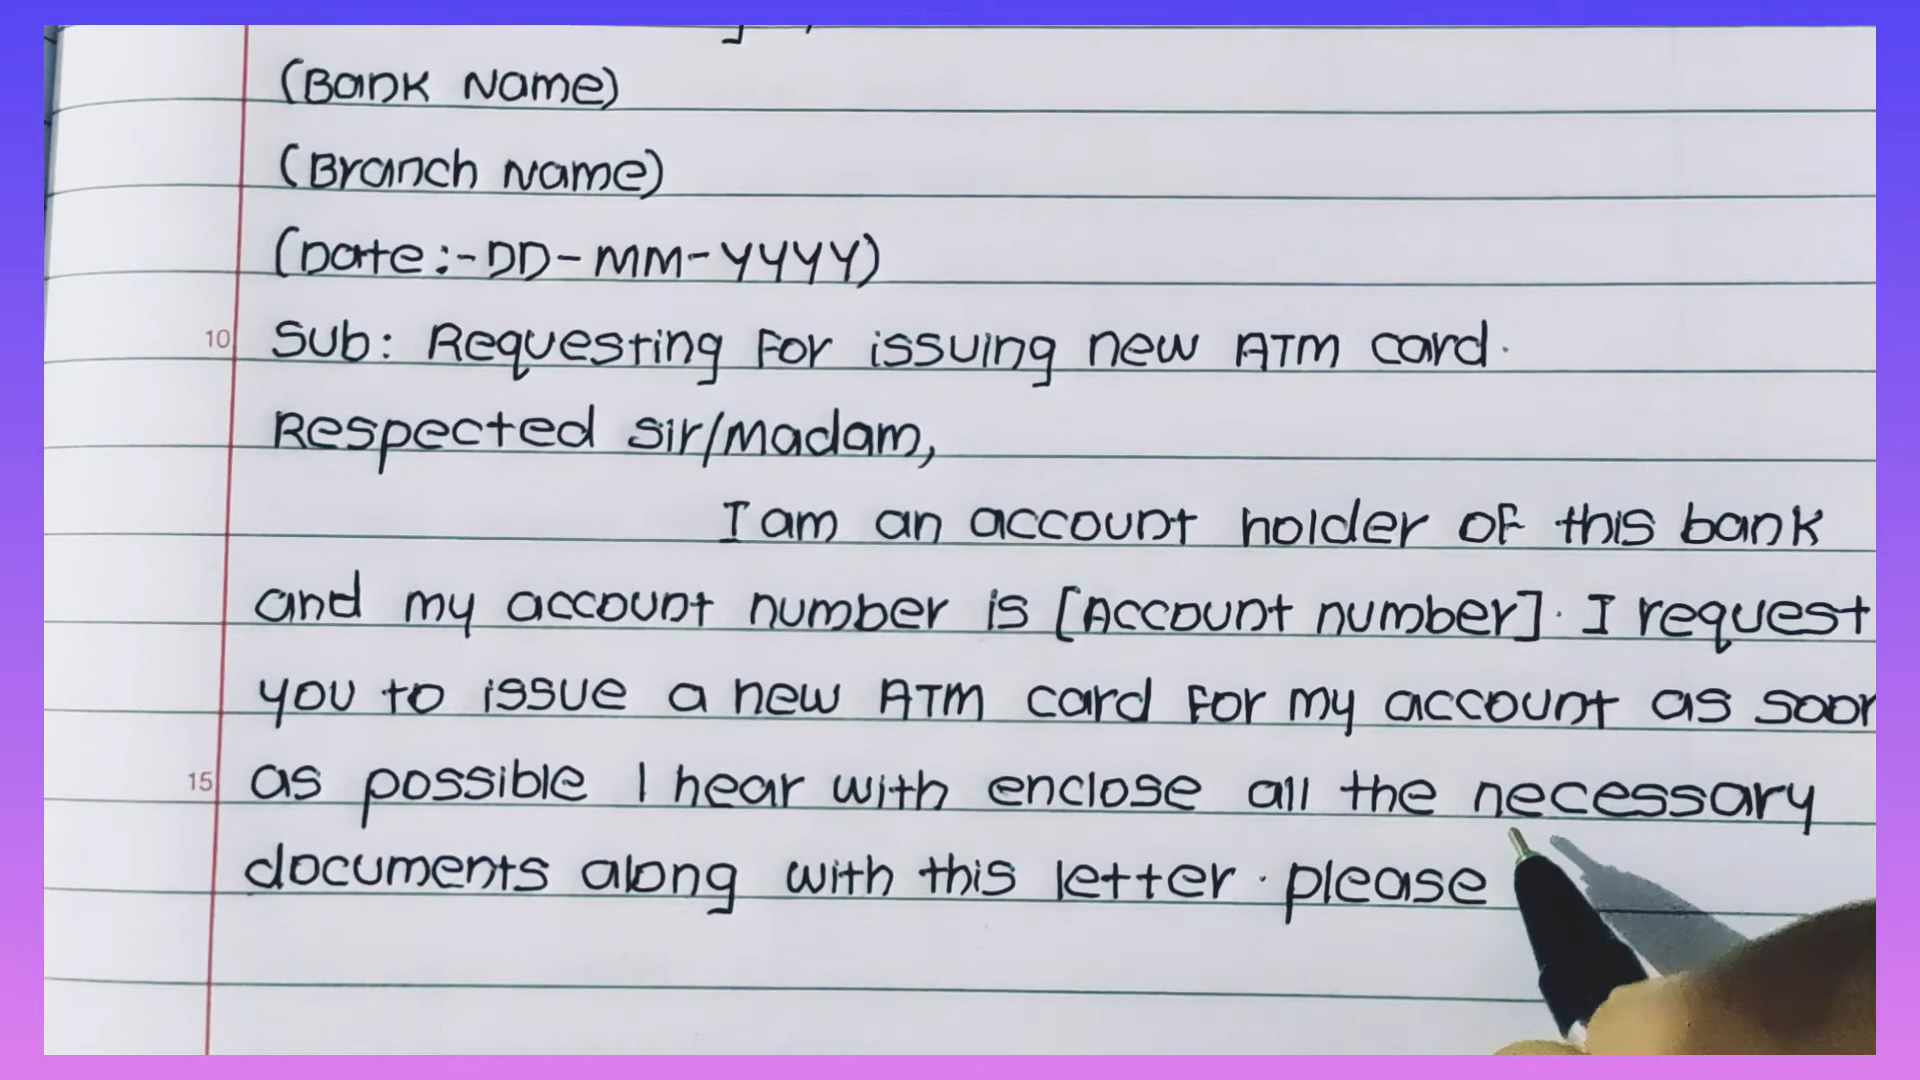 (Bank Name)
(Branch Name)
(Date:-DD-MM-YYYY)
10 Sub: Requesting For issuing new ATM card.
Respected sir/madam,
I am an account holder of this bank
and my account number is [Account number]. I request
you to issue a new ATM card for my account as soon
15 as possible I hear with enclose all the necessary
documents along with this letter. please